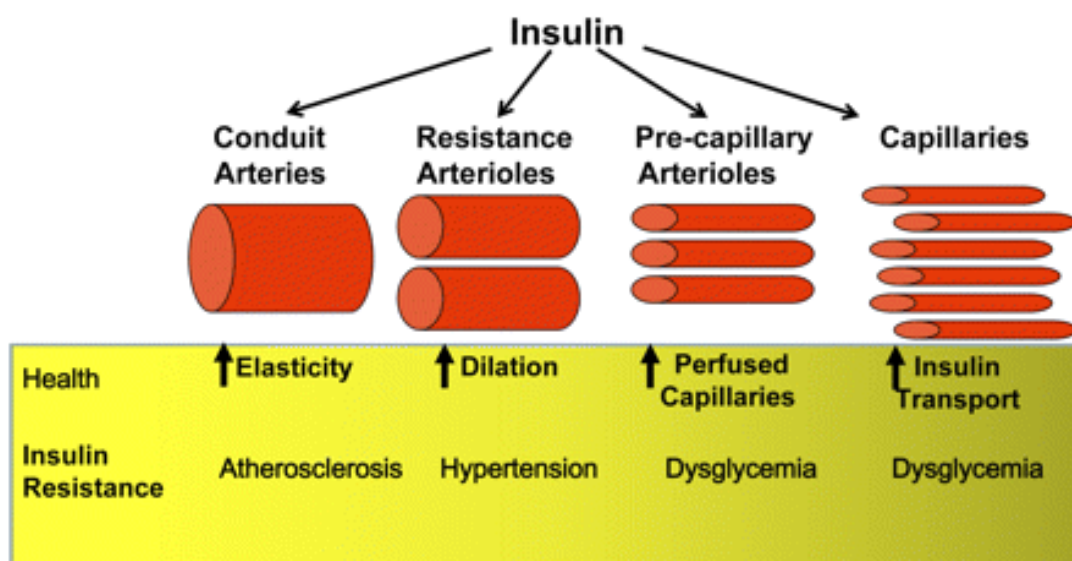 Insulin
Conduit
Arteries
Resistance
Arterioles
Pre-capillary
Arterioles
Capillaries
Health
Elasticity
Dilation
Perfused
Capillaries
Insulin
Transport
Insulin
Resistance
Atherosclerosis
Hypertension
Dysglycemia
Dysglycemia